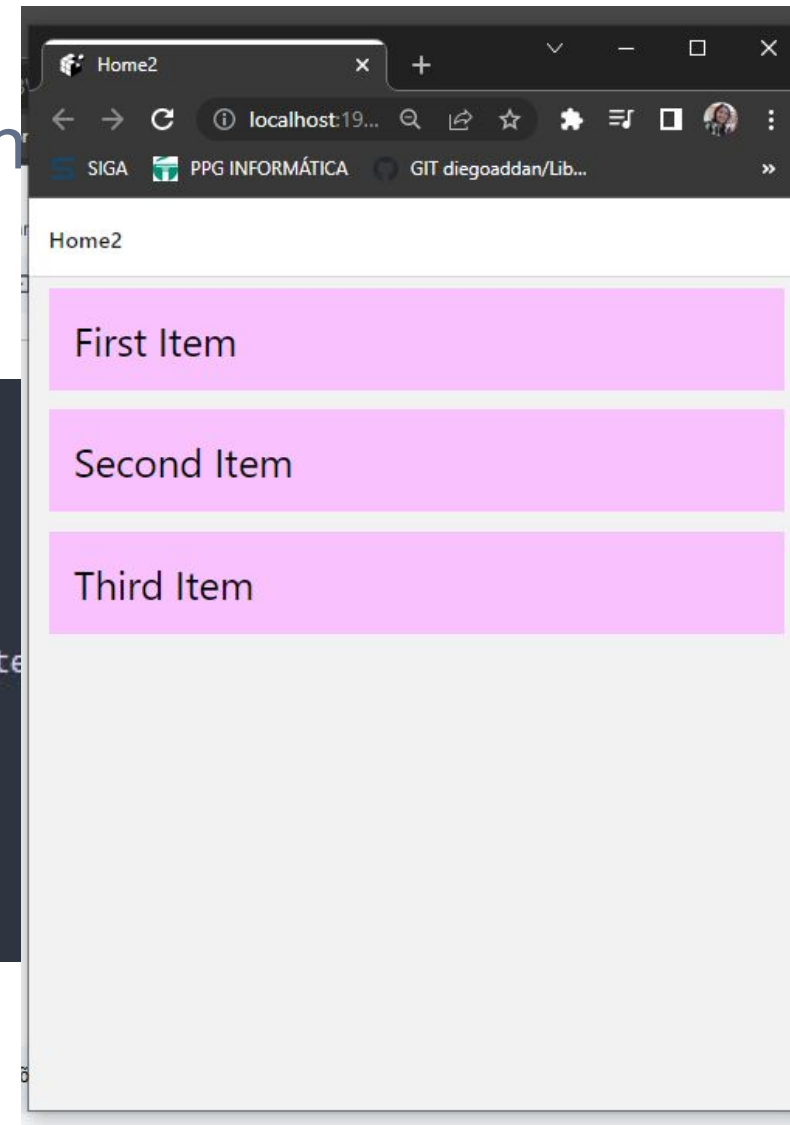 Home2
localhost:19...
SIGA PPG INFORMÁTICA GIT diegoaddan/Lib... »
Home2
First Item
Second Item
Third Item